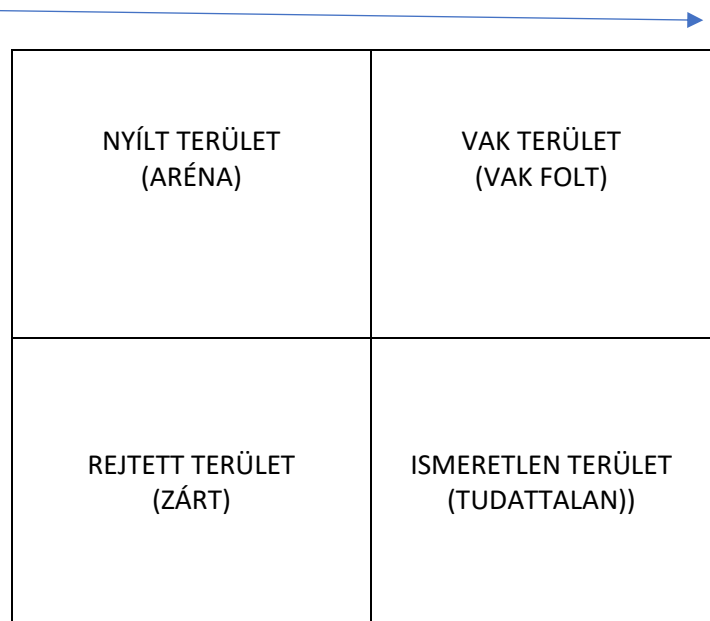 NYÍLT TERÜLET
(ARÉNA)
VAK TERÜLET
(VAK FOLT)
REJTETT TERÜLET
(ZÁRT)
ISMERETLEN TERÜLET
(TUDATTALAN))